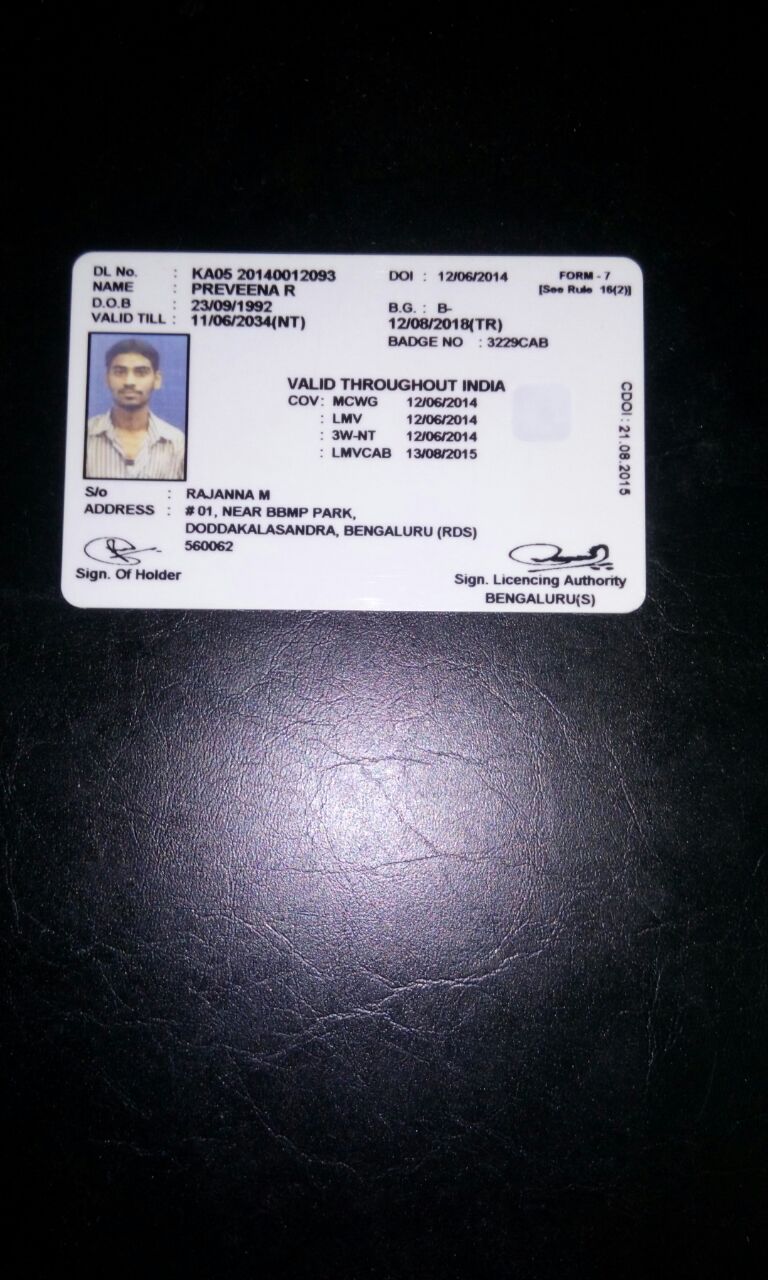 DL No. : KA05 20140012093 DOI : 12/06/2014 FORM - 7
NAME : PREVEENA R [See Rule 16(2)]
D.O.B : 23/09/1992 B.G. : B-
VALID TILL : 11/06/2034(NT) 12/08/2018(TR)
BADGE NO : 3229CAB
VALID THROUGHOUT INDIA
COV : MCWG 12/06/2014
: LMV 12/06/2014
: 3W-NT 12/06/2014
: LMVCAB 13/08/2015
CDOI : 21.08.2015
S/o : RAJANNA M
ADDRESS : # 01, NEAR BBMP PARK,
DODDAKALASANDRA, BENGALURU (RDS)
560062
Sign. Of Holder
Sign. Licencing Authority
BENGALURU(S)